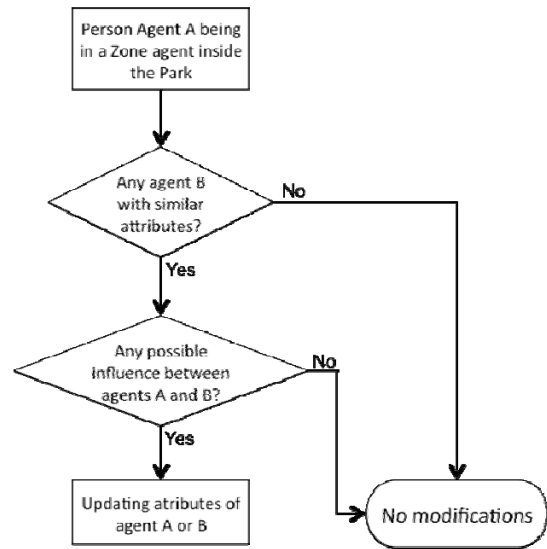 Person Agent A being
in a Zone agent inside
the Park
Any agent B
with similar
attributes?
No
Yes
Any possible
influence between
agents A and B?
No
Yes
Updating atributes of
agent A or B
No modifications